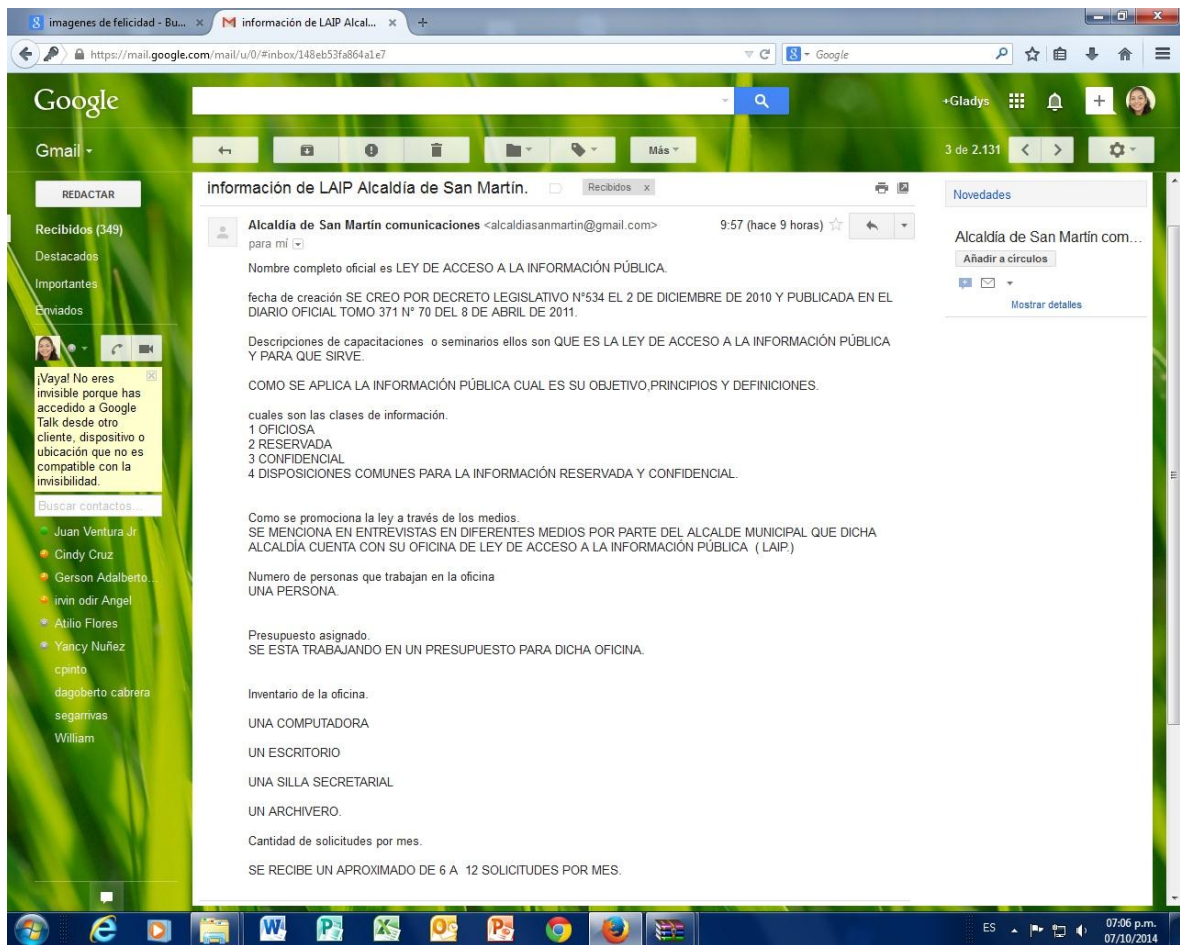 imagenes de felicidad - Bu... ×
información de LAIP Alcal... ×
https://mail.google.com/mail/u/0/#inbox/148eb53fa864a1e7
Google
Google
+Gladys
Gmail
Más
3 de 2.131
REDACTAR
Recibidos (349)
Destacados
Importantes
Enviados
¡Vaya! No eres
invisible porque has
accedido a Google
Talk desde otro
cliente, dispositivo o
ubicación que no es
compatible con la
invisibilidad.
Buscar contactos...
Juan Ventura Jr
Cindy Cruz
Gerson Adalberto...
irvin odir Angel
Atilio Flores
Yancy Nuñez
cpinto
dagoberto cabrera
segarrivas
William
información de LAIP Alcaldía de San Martín.
Recibidos x
Alcaldía de San Martín comunicaciones <alcaldiasanmartin@gmail.com>
9:57 (hace 9 horas)
para mí
Nombre completo oficial es LEY DE ACCESO A LA INFORMACIÓN PÚBLICA.
fecha de creación SE CREO POR DECRETO LEGISLATIVO N°534 EL 2 DE DICIEMBRE DE 2010 Y PUBLICADA EN EL
DIARIO OFICIAL TOMO 371 N° 70 DEL 8 DE ABRIL DE 2011.
Descripciones de capacitaciones o seminarios ellos son QUE ES LA LEY DE ACCESO A LA INFORMACIÓN PÚBLICA
Y PARA QUE SIRVE.
COMO SE APLICA LA INFORMACIÓN PÚBLICA CUAL ES SU OBJETIVO,PRINCIPIOS Y DEFINICIONES.
cuales son las clases de información.
1 OFICIOSA
2 RESERVADA
3 CONFIDENCIAL
4 DISPOSICIONES COMUNES PARA LA INFORMACIÓN RESERVADA Y CONFIDENCIAL.
Como se promociona la ley a través de los medios.
SE MENCIONA EN ENTREVISTAS EN DIFERENTES MEDIOS POR PARTE DEL ALCALDE MUNICIPAL QUE DICHA
ALCALDÍA CUENTA CON SU OFICINA DE LEY DE ACCESO A LA INFORMACIÓN PÚBLICA ( LAIP.)
Numero de personas que trabajan en la oficina
UNA PERSONA.
Presupuesto asignado.
SE ESTA TRABAJANDO EN UN PRESUPUESTO PARA DICHA OFICINA.
Inventario de la oficina.
UNA COMPUTADORA
UN ESCRITORIO
UNA SILLA SECRETARIAL
UN ARCHIVERO.
Cantidad de solicitudes por mes.
SE RECIBE UN APROXIMADO DE 6 A 12 SOLICITUDES POR MES.
Novedades
Alcaldía de San Martín com...
Añadir a círculos
Mostrar detalles
ES
07:06 p.m.
07/10/2014